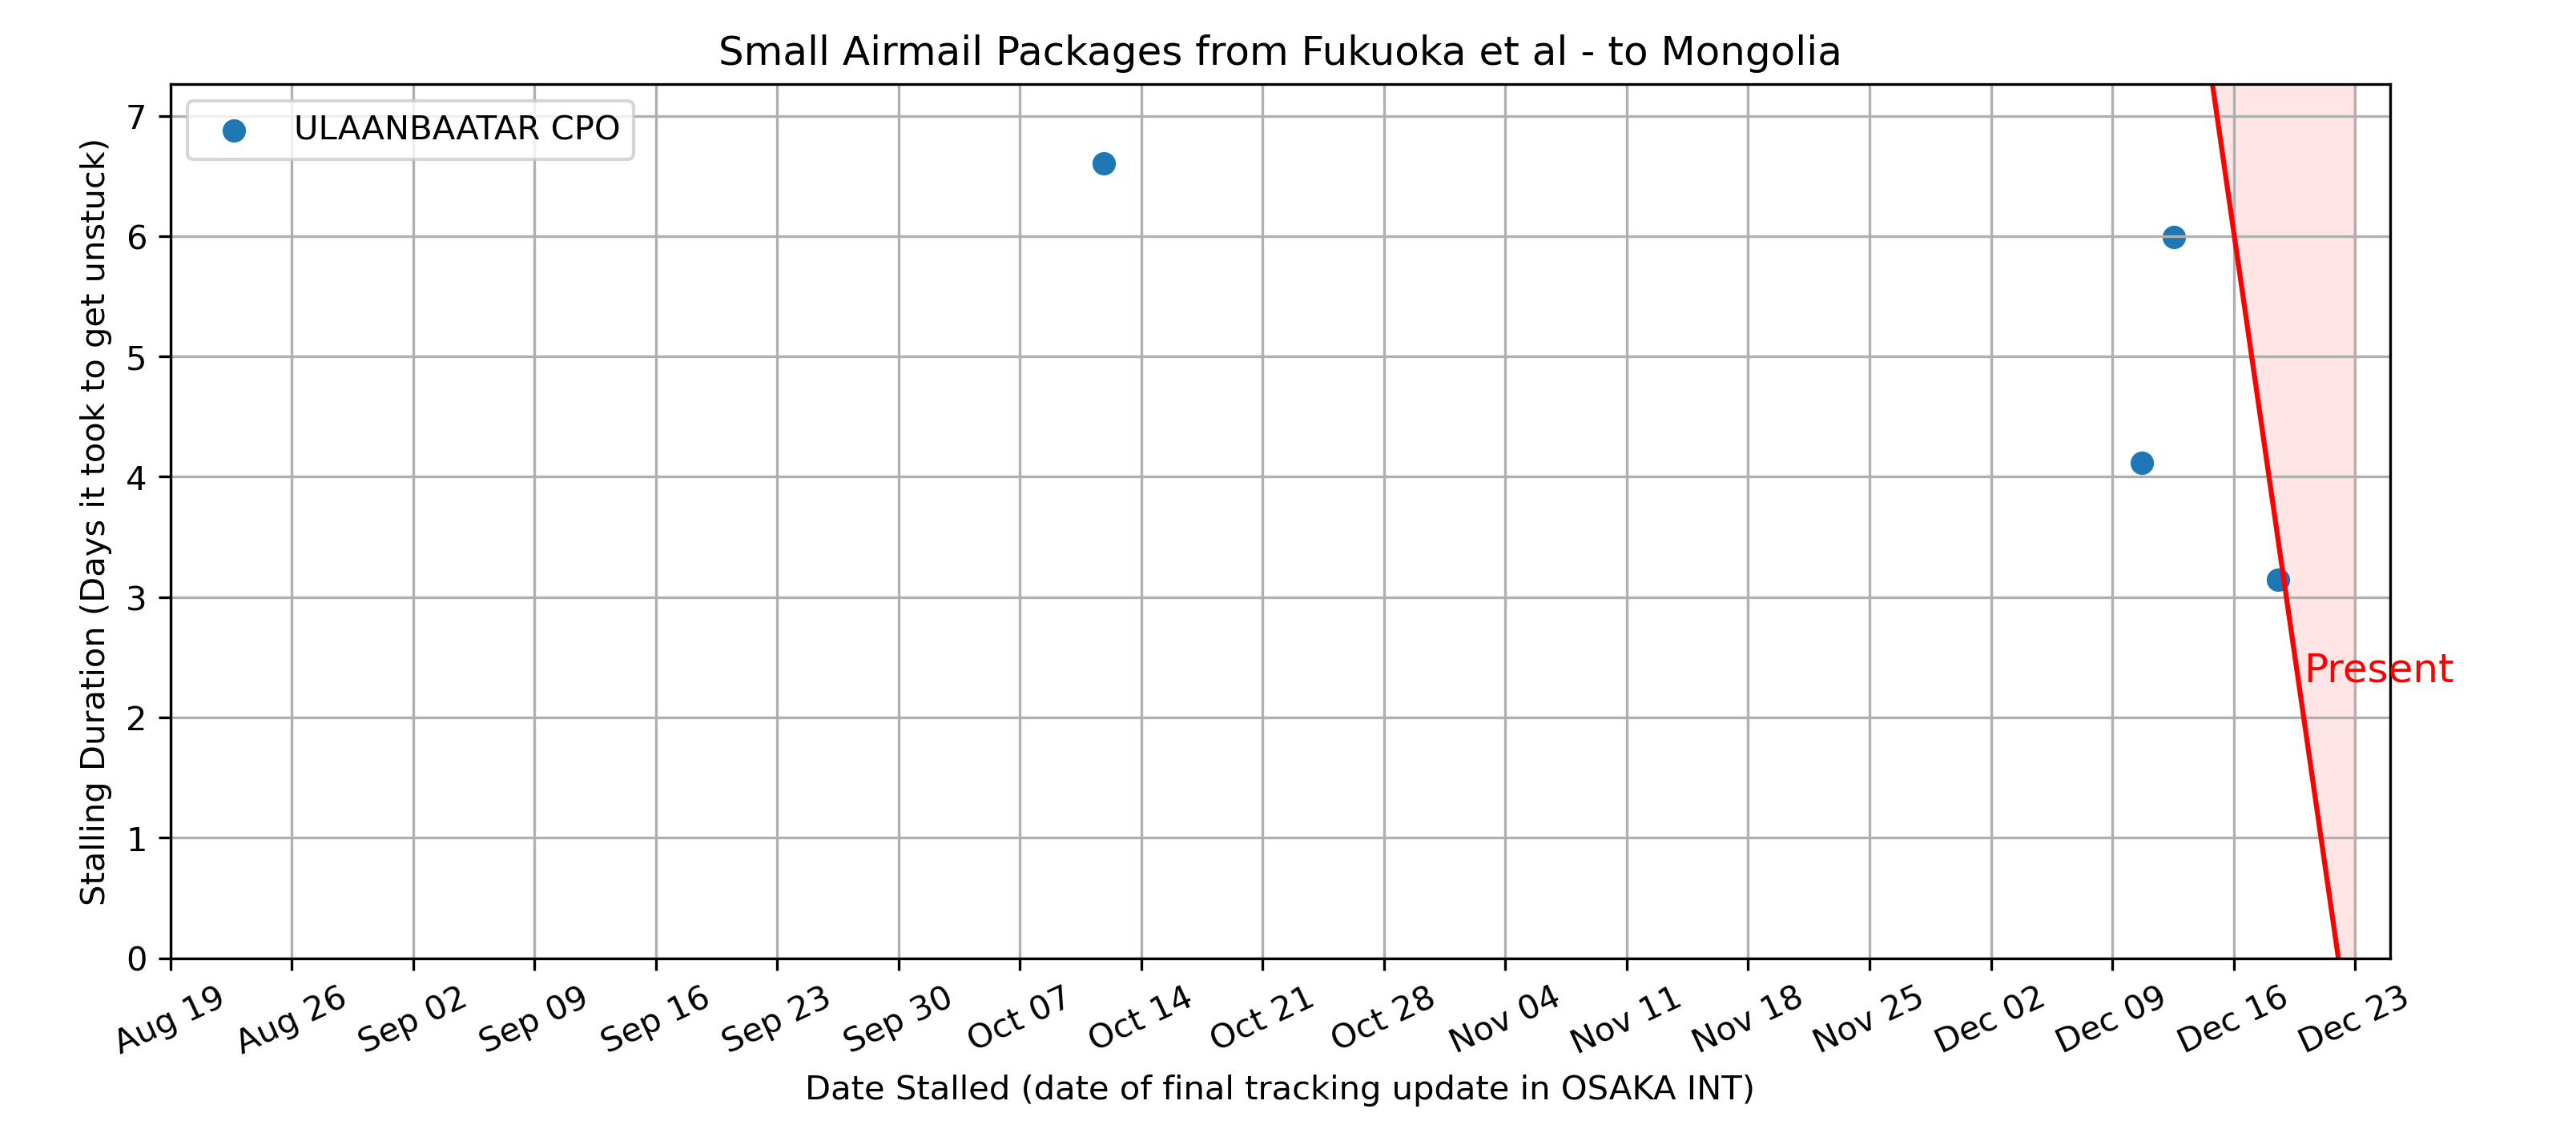 Small Airmail Packages from Fukuoka et al - to Mongolia
ULAANBAATAR CPO
Stalling Duration (Days it took to get unstuck)
7
6
5
4
3
2
1
0
Present
Aug 19
Aug 26
Sep 02
Sep 09
Sep 16
Sep 23
Sep 30
Oct 07
Oct 14
Oct 21
Oct 28
Nov 04
Nov 11
Nov 18
Nov 25
Dec 02
Dec 09
Dec 16
Dec 23
Date Stalled (date of final tracking update in OSAKA INT)